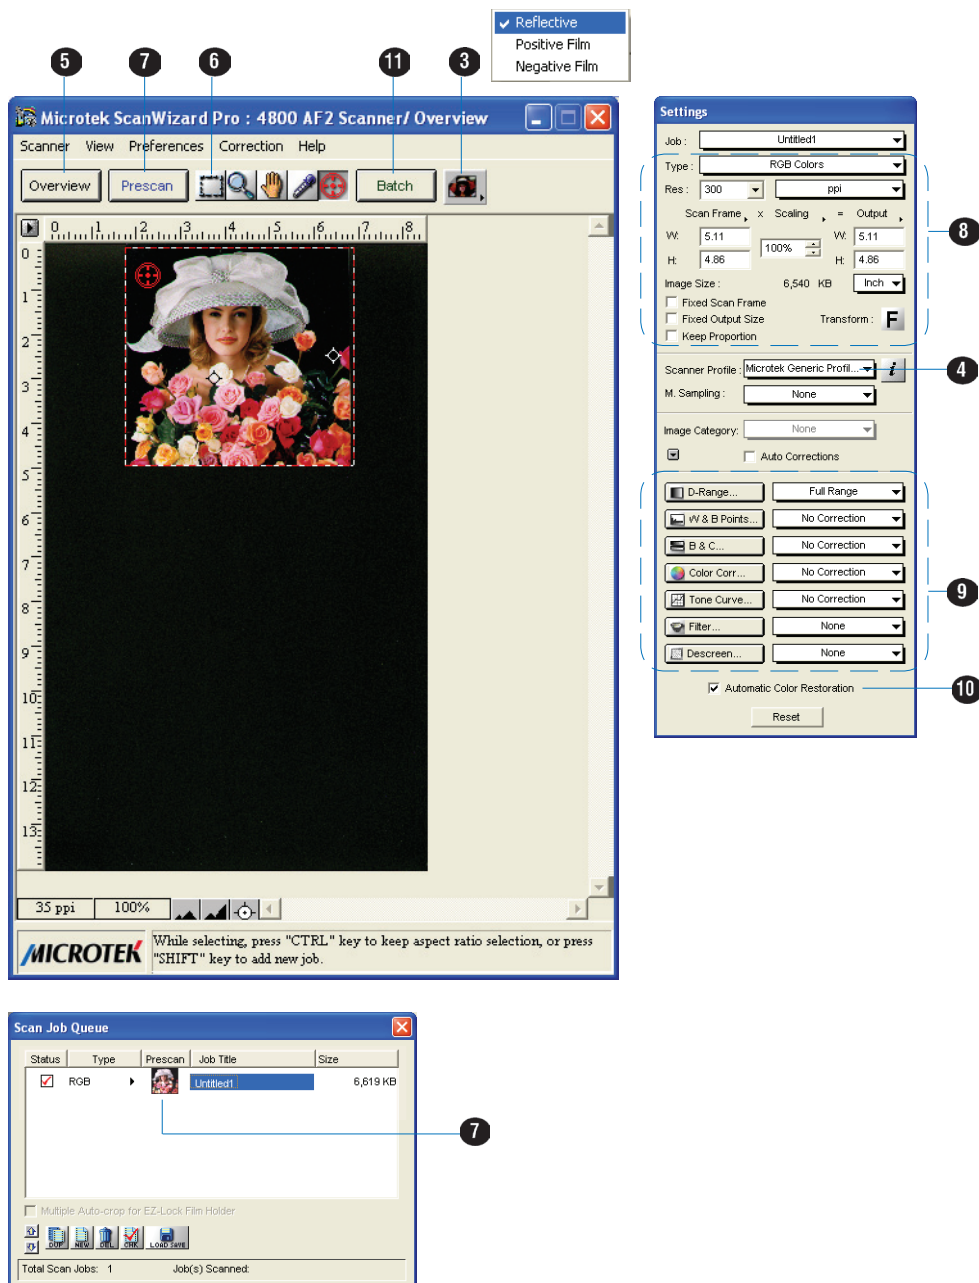 Reflective
Positive Film
Negative Film
5
7
6
11
3
Microtek ScanWizard Pro : 4800 AF2 Scanner/ Overview
Scanner View Preferences Correction Help
Overview
Prescan
Batch
0 1 2 3 4 5 6 7 8
0
1
2
3
4
5
6
7
8
9
10
11
12
13
35 ppi
100%
MICROTEK
While selecting, press "CTRL" key to keep aspect ratio selection, or press
"SHIFT" key to add new job.
Settings
Job : Untitled1
Type : RGB Colors
Res : 300 ppi
Scan Frame x Scaling = Output
W: 5.11 100% W: 5.11
H: 4.86 H: 4.86
Image Size : 6,540 KB Inch
Fixed Scan Frame
Fixed Output Size Transform : F
Keep Proportion
8
Scanner Profile : Microtek Generic Profil... i
4
M. Sampling : None
Image Category: None
Auto Corrections
D-Range... Full Range
W & B Points... No Correction
B & C... No Correction
Color Corr... No Correction
Tone Curve... No Correction
Filter... None
Descreen... None
9
Automatic Color Restoration
10
Reset
Scan Job Queue
Status Type Prescan Job Title Size
RGB Untitled1 6,619 KB
7
Multiple Auto-crop for EZ-Lock Film Holder
DUP NEW DEL CHK LOAD SAVE
Total Scan Jobs: 1 Job(s) Scanned: